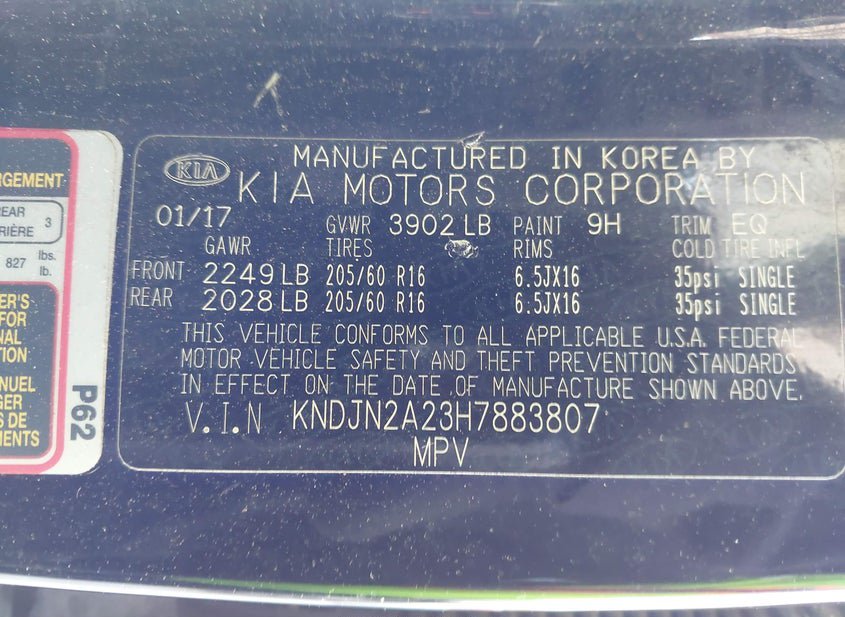 RGEMENT
REAR
RIÈRE 3
827 lbs.
lb.
ER'S
FOR
NAL
TION
ANUEL
GER
S DE
MENTS
P62
KIA
MANUFACTURED IN KOREA BY
KIA MOTORS CORPORATION
01/17 GVWR 3902 LB PAINT 9H TRIM EQ
GAWR TIRES RIMS COLD TIRE INFL
FRONT 2249 LB 205/60 R16 6.5JX16 35psi SINGLE
REAR 2028 LB 205/60 R16 6.5JX16 35psi SINGLE
THIS VEHICLE CONFORMS TO ALL APPLICABLE U.S.A. FEDERAL
MOTOR VEHICLE SAFETY AND THEFT PREVENTION STANDARDS
IN EFFECT ON THE DATE OF MANUFACTURE SHOWN ABOVE.
V.I.N KNDJN2A23H7883807
MPV